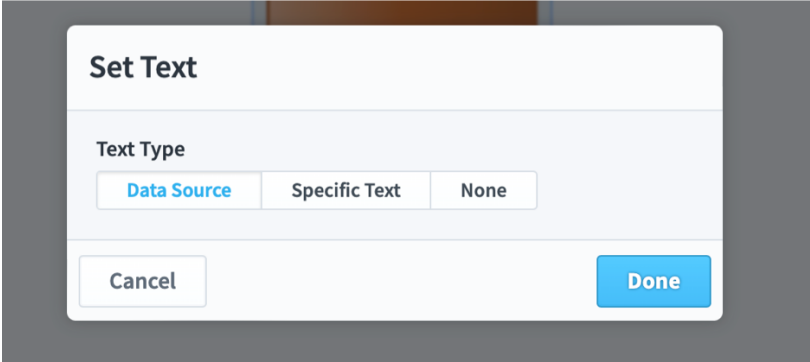 Set Text
Text Type
Data Source Specific Text None
Cancel Done